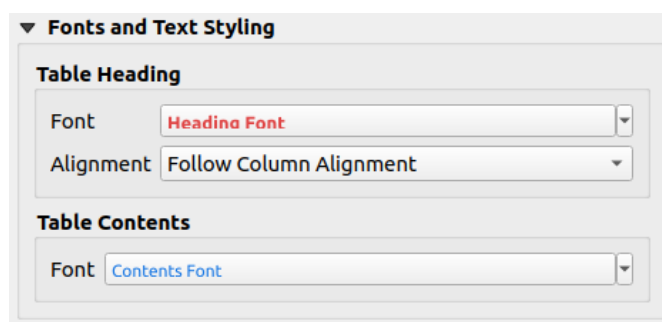 Fonts and Text Styling
Table Heading
Font Heading Font
Alignment Follow Column Alignment
Table Contents
Font Contents Font